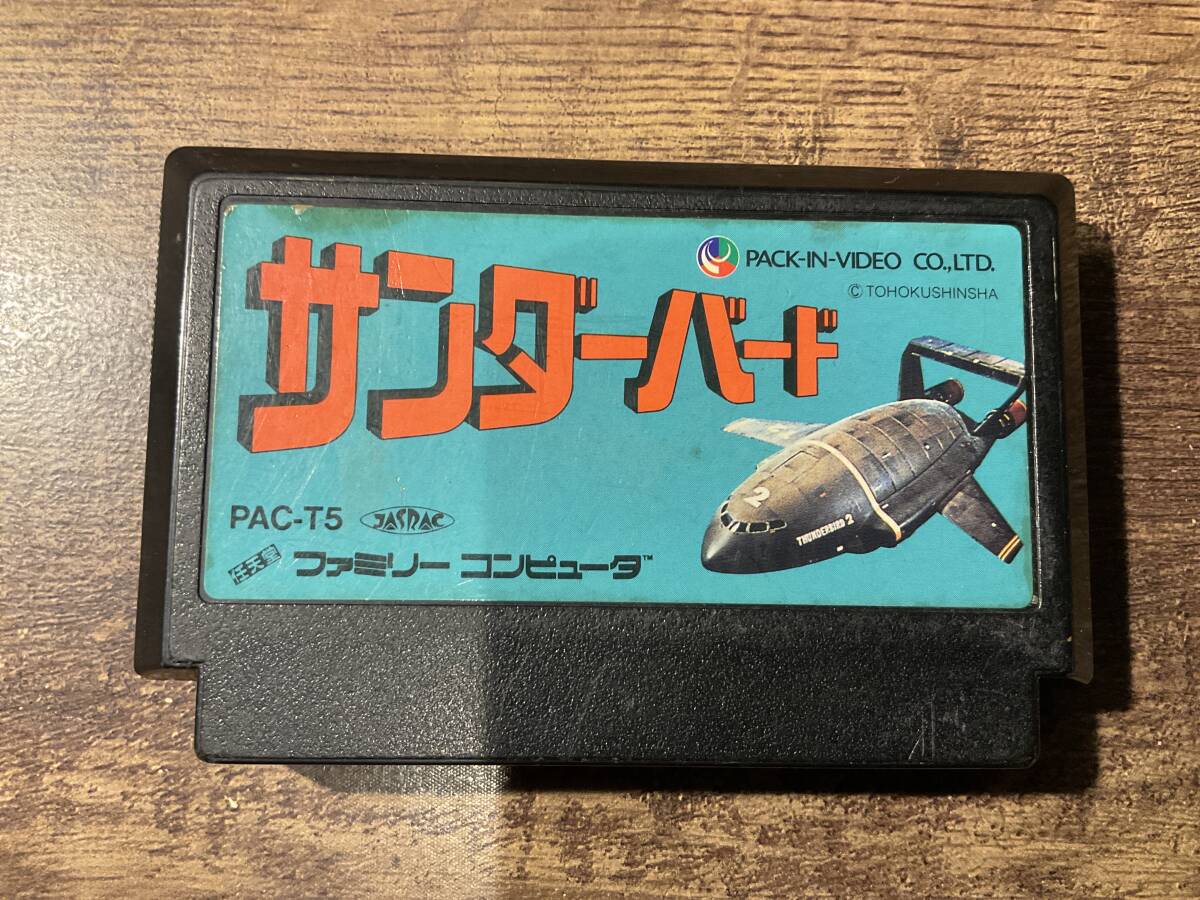 サンダーバード
PACK-IN-VIDEO CO.,LTD.
© TOHOKUSHINSHA
2
THUNDERBIRD 2
PAC-T5 JASRAC
任天堂 ファミリー コンピュータ™